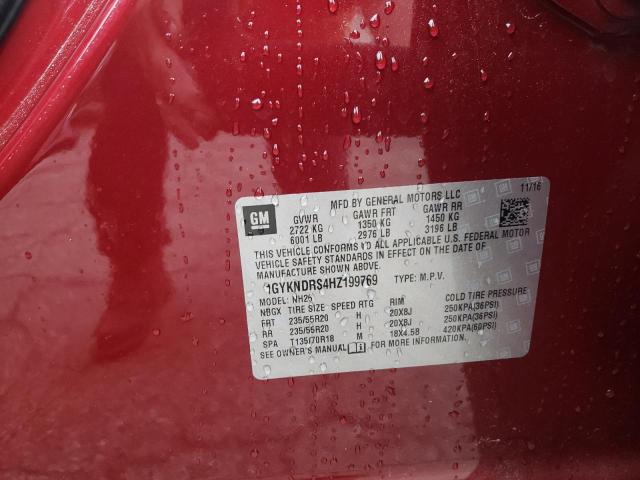 MFD BY GENERAL MOTORS LLC
11/16
GM
GVWR GAWR FRT GAWR RR
2722 KG 1350 KG 1450 KG
6001 LB 2976 LB 3196 LB
THIS VEHICLE CONFORMS TO ALL APPLICABLE U.S. FEDERAL MOTOR
VEHICLE SAFETY STANDARDS IN EFFECT ON THE DATE OF
MANUFACTURE SHOWN ABOVE.
1GYKNDRS4HZ199769 TYPE: M.P.V.
MODEL: NH26
NBGX TIRE SIZE SPEED RTG RIM COLD TIRE PRESSURE
FRT 235/55R20 H 20X8J 250KPA(36PSI)
RR 235/55R20 H 20X8J 250KPA(36PSI)
SPA T135/70R18 M 18X4.5B 420KPA(60PSI)
SEE OWNER'S MANUAL FOR MORE INFORMATION.